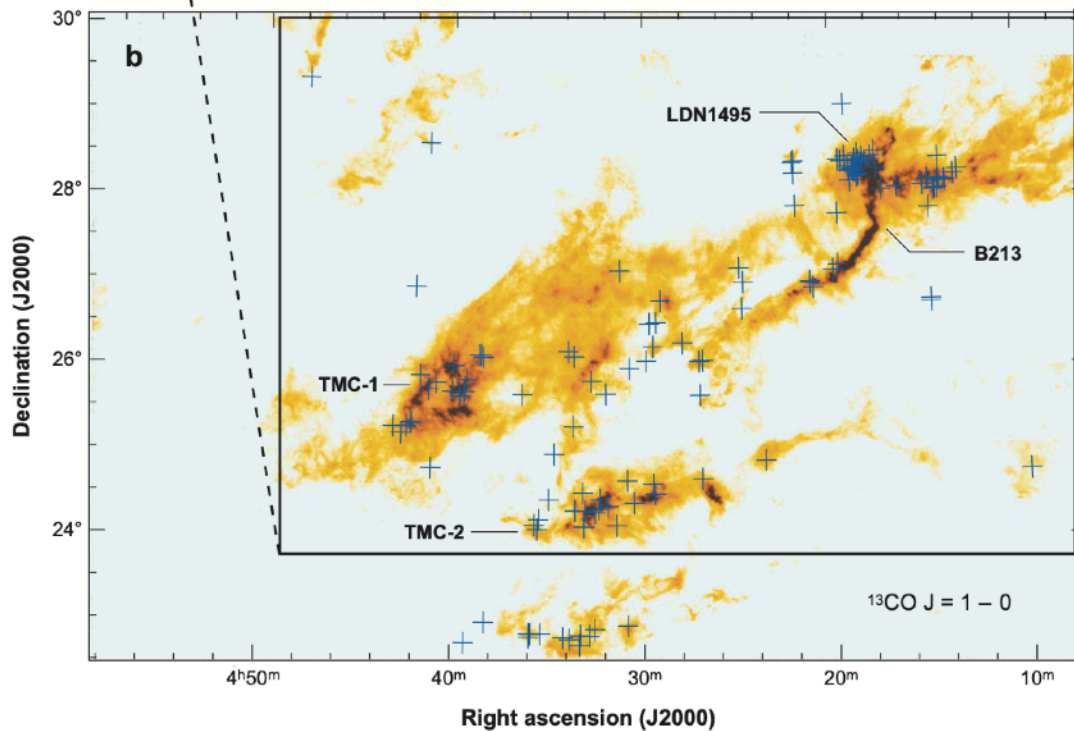 30°
b
LDN1495
28°
B213
Declination (J2000)
26°
TMC-1
24°
TMC-2
¹³CO J = 1 – 0
4ʰ50ᵐ
40ᵐ
30ᵐ
20ᵐ
10ᵐ
Right ascension (J2000)